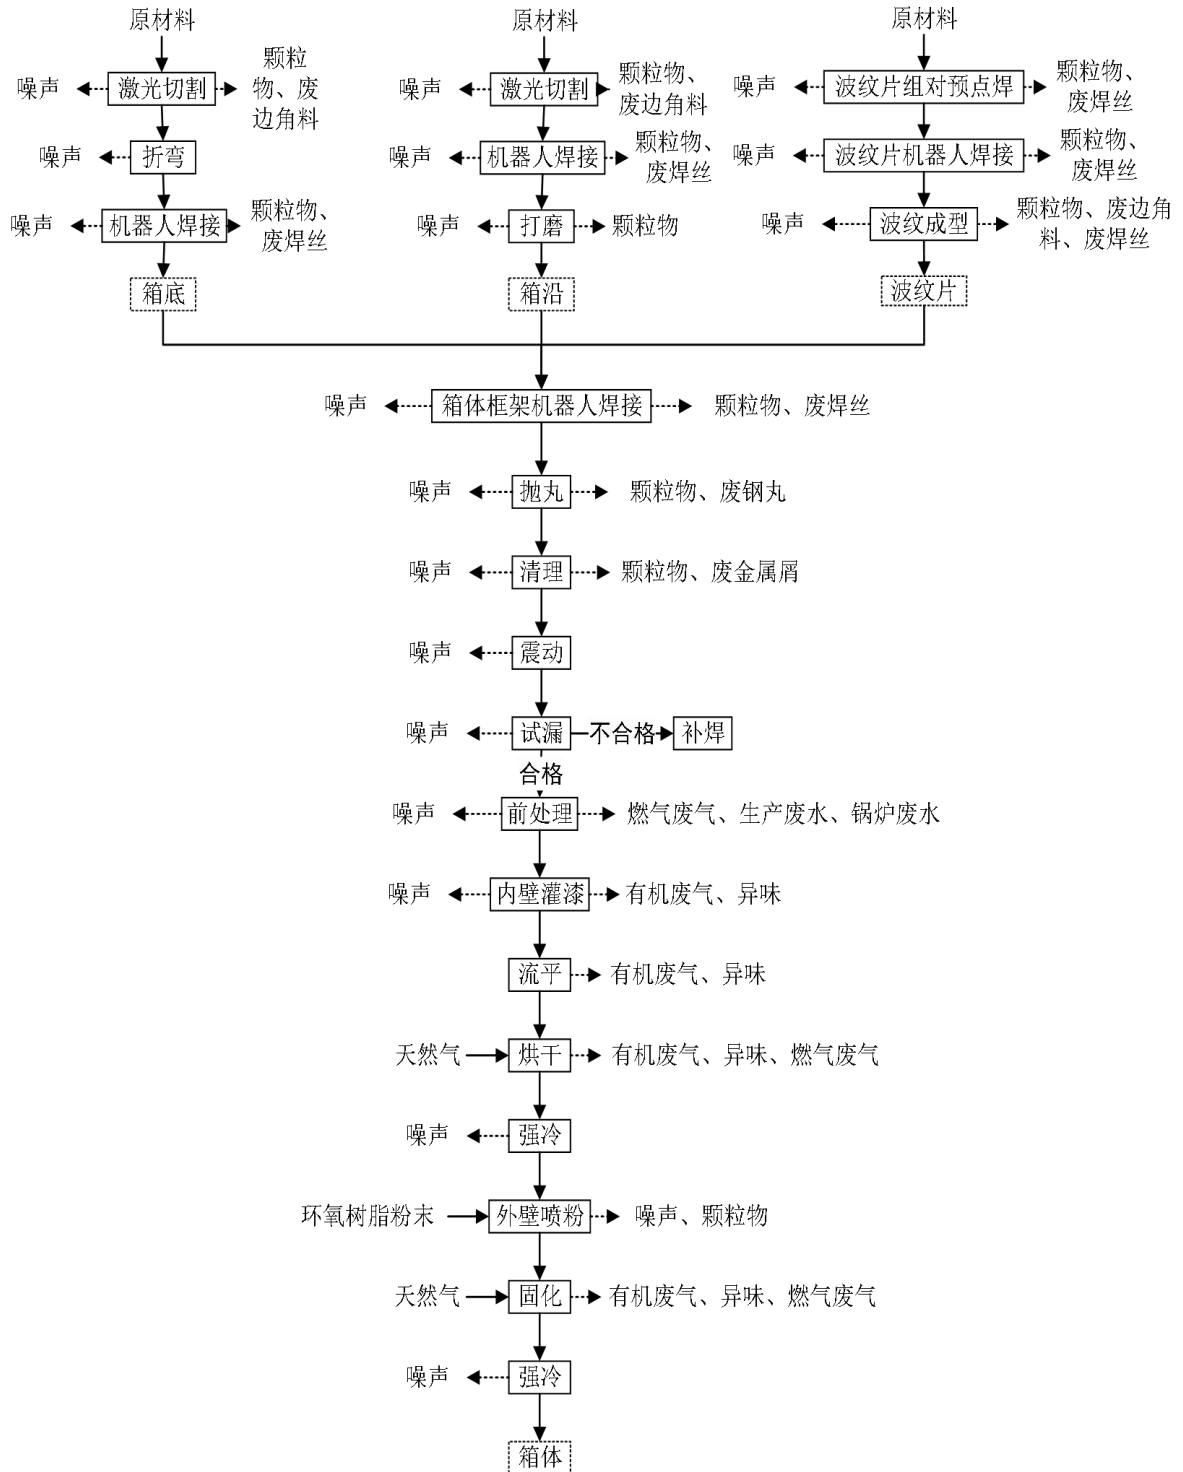 原材料
噪声
激光切割
颗粒
物、废
边角料
噪声
折弯
噪声
机器人焊接
颗粒物、
废焊丝
箱底
原材料
噪声
激光切割
颗粒物、
废边角料
噪声
机器人焊接
颗粒物、
废焊丝
噪声
打磨
颗粒物
箱沿
原材料
噪声
波纹片组对预点焊
颗粒物、
废焊丝
噪声
波纹片机器人焊接
颗粒物、
废焊丝
噪声
波纹成型
颗粒物、废边角
料、废焊丝
波纹片
噪声
箱体框架机器人焊接
颗粒物、废焊丝
噪声
抛丸
颗粒物、废钢丸
噪声
清理
颗粒物、废金属屑
噪声
震动
噪声
试漏
不合格
补焊
合格
噪声
前处理
燃气废气、生产废水、锅炉废水
噪声
内壁灌漆
有机废气、异味
流平
有机废气、异味
天然气
烘干
有机废气、异味、燃气废气
噪声
强冷
环氧树脂粉末
外壁喷粉
噪声、颗粒物
天然气
固化
有机废气、异味、燃气废气
噪声
强冷
箱体